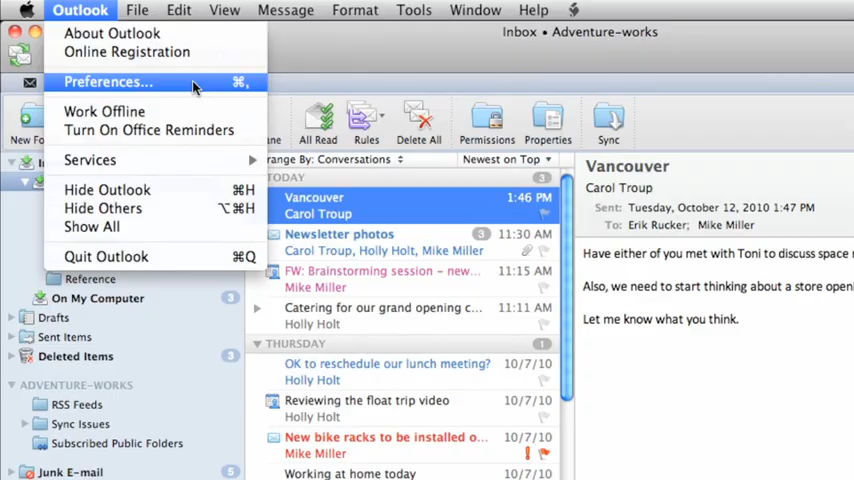 Outlook File Edit View Message Format Tools Window Help
Inbox • Adventure-works
About Outlook
Online Registration
Preferences... ⌘,
Work Offline
Turn On Office Reminders
Services
Hide Outlook ⌘H
Hide Others ⌥⌘H
Show All
Quit Outlook ⌘Q
All Read
Rules
Delete All
Permissions
Properties
Sync
Arrange By: Conversations
Newest on Top
Reference
On My Computer 3
Drafts
Sent Items
Deleted Items 3
ADVENTURE-WORKS
RSS Feeds
Sync Issues
Subscribed Public Folders
Junk E-mail 5
TODAY 3
Vancouver 1:46 PM
Carol Troup
Newsletter photos 3 11:30 AM
Carol Troup, Holly Holt, Mike Miller
FW: Brainstorming session – new... 11:15 AM
Mike Miller
Catering for our grand opening c... 11:11 AM
Holly Holt
THURSDAY 1
OK to reschedule our lunch meeting? 10/7/10
Holly Holt
Reviewing the float trip video 10/7/10
Holly Holt
New bike racks to be installed o... 10/7/10
Mike Miller
Working at home today 10/7/10
Vancouver
Carol Troup
Sent: Tuesday, October 12, 2010 1:47 PM
To: Erik Rucker; Mike Miller
Have either of you met with Toni to discuss space
Also, we need to start thinking about a store
Let me know what you think.